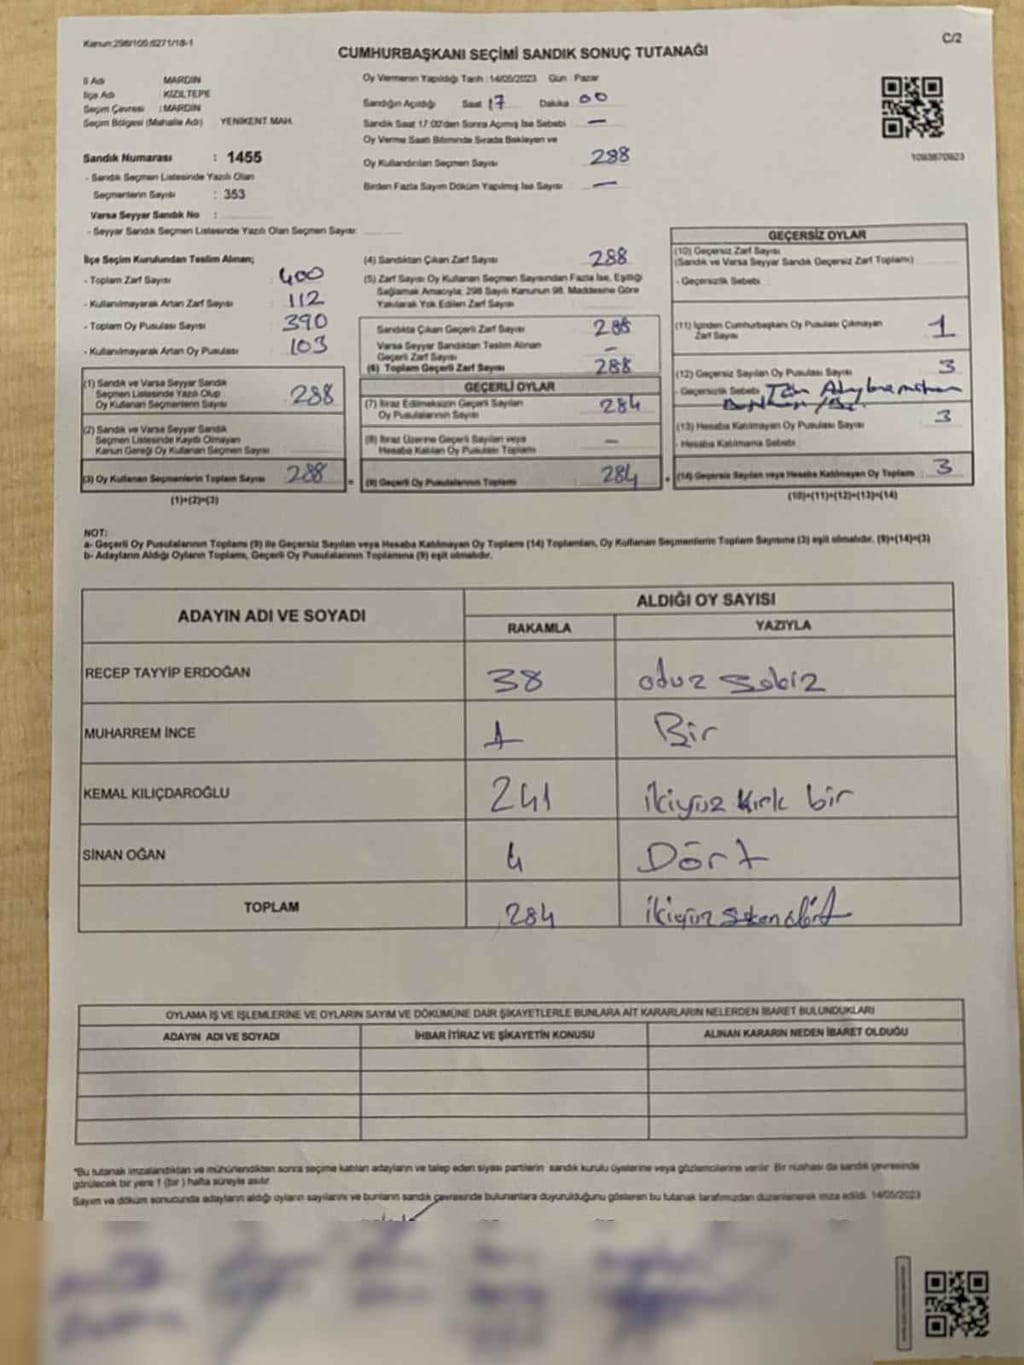 Kanun:298/105;6271/18-1
C/2
CUMHURBAŞKANI SEÇİMİ SANDIK SONUÇ TUTANAĞI
İl Adı MARDİN
İlçe Adı KIZILTEPE
Seçim Çevresi : MARDİN
Seçim Bölgesi (Mahalle Adı) YENİKENT MAH.
Sandık Numarası : 1455
- Sandık Seçmen Listesinde Yazılı Olan
Seçmenlerin Sayısı : 353
Varsa Seyyar Sandık No :
- Seyyar Sandık Seçmen Listesinde Yazılı Olan Seçmen Sayısı:
Oy Vermenin Yapıldığı Tarih :14/05/2023 Gün : Pazar
Sandığın Açıldığı Saat 17 Dakika 00
Sandık Saat 17:00'den Sonra Açılmış İse Sebebi —
Oy Verme Saati Bitiminde Sırada Bekleyen ve
Oy Kullandırılan Seçmen Sayısı 288
Birden Fazla Sayım Döküm Yapılmış İse Sayısı —
1093670923
İlçe Seçim Kurulundan Teslim Alınan;
- Toplam Zarf Sayısı 400
- Kullanılmayarak Artan Zarf Sayısı 112
- Toplam Oy Pusulası Sayısı 390
- Kullanılmayarak Artan Oy Pusulası 103
(1) Sandık ve Varsa Seyyar Sandık
Seçmen Listesinde Yazılı Olup
Oy Kullanan Seçmenlerin Sayısı 288
(2) Sandık ve Varsa Seyyar Sandık
Seçmen Listesinde Kayıtlı Olmayan
Kanun Gereği Oy Kullanan Seçmen Sayısı
(3) Oy Kullanan Seçmenlerin Toplam Sayısı 288 =
(1)+(2)=(3)
(4) Sandıktan Çıkan Zarf Sayısı 288
(5) Zarf Sayısı Oy Kullanan Seçmen Sayısından Fazla İse, Eşitliği
Sağlamak Amacıyla; 298 Sayılı Kanunun 98. Maddesine Göre
Yakılarak Yok Edilen Zarf Sayısı
Sandıkta Çıkan Geçerli Zarf Sayısı 288
Varsa Seyyar Sandıktan Teslim Alınan
Geçerli Zarf Sayısı —
(6) Toplam Geçerli Zarf Sayısı 288
GEÇERLİ OYLAR
(7) İtiraz Edilmeksizin Geçerli Sayılan
Oy Pusulalarının Sayısı 284
(8) İtiraz Üzerine Geçerli Sayılan veya
Hesaba Katılan Oy Pusulaları Toplamı —
(9) Geçerli Oy Pusulalarının Toplamı 284 +
GEÇERSİZ OYLAR
(10) Geçersiz Zarf Sayısı
(Sandık ve Varsa Seyyar Sandık Geçersiz Zarf Toplamı)
- Geçersizlik Sebebi
(11) İçinden Cumhurbaşkanı Oy Pusulası Çıkmayan
Zarf Sayısı 1
(12) Geçersiz Sayılan Oy Pusulası Sayısı 3
- Geçersizlik Sebebi
(13) Hesaba Katılmayan Oy Pusulası Sayısı 3
- Hesaba Katılmama Sebebi :
(14) Geçersiz Sayılan veya Hesaba Katılmayan Oy Toplamı 3
(10)+(11)+(12)+(13)=(14)
NOT:
a- Geçerli Oy Pusulalarının Toplamı (9) ile Geçersiz Sayılan veya Hesaba Katılmayan Oy Toplamı (14) Toplamları, Oy Kullanan Seçmenlerin Toplam Sayısına (3) eşit olmalıdır. (9)+(14)=(3)
b- Adayların Aldığı Oyların Toplamı, Geçerli Oy Pusulalarının Toplamına (9) eşit olmalıdır.
ADAYIN ADI VE SOYADI ALDIĞI OY SAYISI
RAKAMLA YAZIYLA
RECEP TAYYİP ERDOĞAN 38 otuz sekiz
MUHARREM İNCE 1 Bir
KEMAL KILIÇDAROĞLU 241 ikiyüz kırk bir
SİNAN OĞAN 4 Dört
TOPLAM 284 ikiyüz seksen dört
OYLAMA İŞ VE İŞLEMLERİNE VE OYLARIN SAYIM VE DÖKÜMÜNE DAİR ŞİKAYETLERLE BUNLARA AİT KARARLARIN NELERDEN İBARET BULUNDUKLARI
ADAYIN ADI VE SOYADI İHBAR İTİRAZ VE ŞİKAYETİN KONUSU ALINAN KARARIN NEDEN İBARET OLDUĞU
*Bu tutanak imzalandıktan ve mühürlendikten sonra seçime katılan adayların ve talep eden siyasi partilerin sandık kurulu üyelerine veya gözlemcilerine verilir. Bir nüshası da sandık çevresinde
görülecek bir yere 1 (bir ) hafta süreyle asılır.
Sayım ve döküm sonucunda adayların aldığı oyların sayılarını ve bunların sandık çevresinde bulunanlara duyurulduğunu gösteren bu tutanak tarafımızdan düzenlenerek imza edildi. 14/05/2023